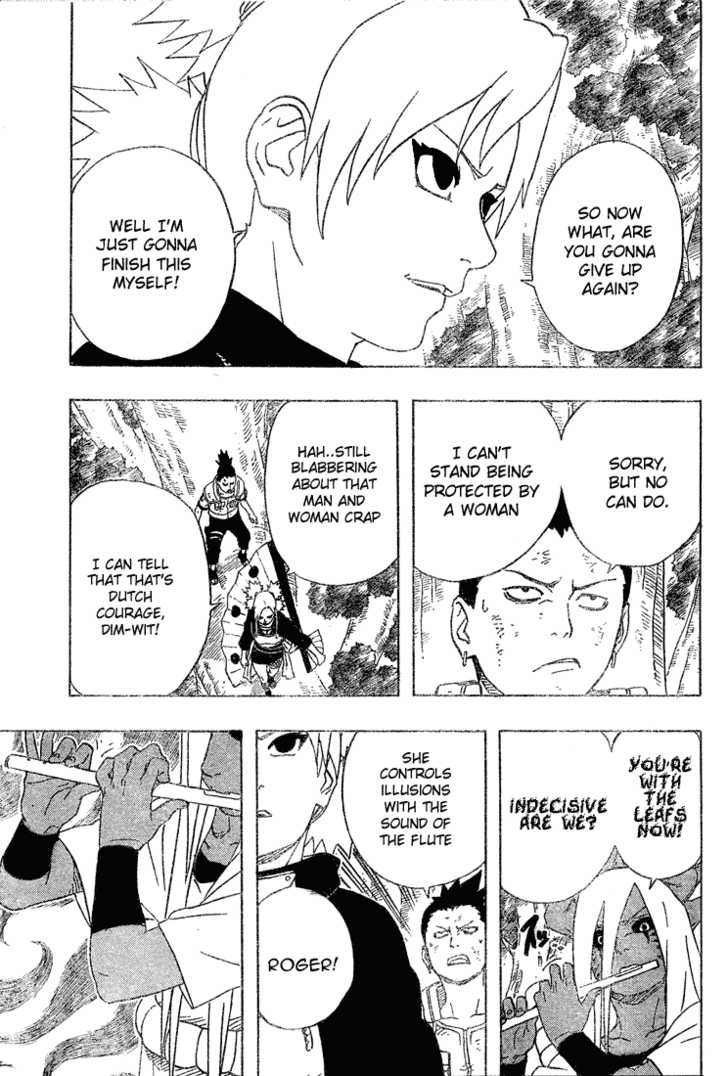 SO NOW
WHAT, ARE
YOU GONNA
GIVE UP
AGAIN?
WELL I'M
JUST GONNA
FINISH THIS
MYSELF!
SORRY,
BUT NO
CAN DO.
I CAN'T
STAND BEING
PROTECTED BY
A WOMAN
HAH..STILL
BLABBERING
ABOUT THAT
MAN AND
WOMAN CRAP
I CAN TELL
THAT THAT'S
DUTCH
COURAGE,
DIM-WIT!
YOU'RE
WITH
THE
LEAFS
NOW!
INDECISIVE
ARE WE?
SHE
CONTROLS
ILLUSIONS
WITH THE
SOUND OF
THE FLUTE
ROGER!